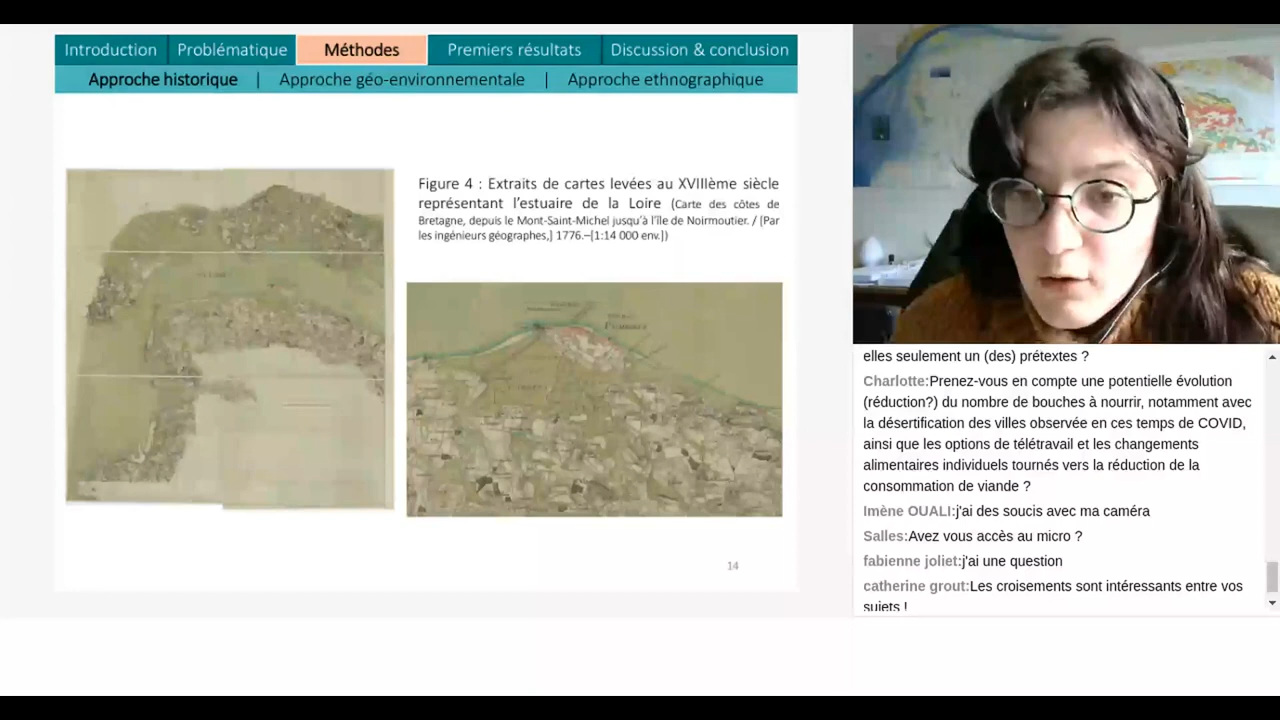 Introduction
Problématique
Méthodes
Premiers résultats
Discussion & conclusion
Approche historique | Approche géo-environnementale | Approche ethnographique
Figure 4 : Extraits de cartes levées au XVIIIème siècle
représentant l'estuaire de la Loire (Carte des côtes de
Bretagne, depuis le Mont-Saint-Michel jusqu'à l'île de Noirmoutier. / [Par
les ingénieurs géographes,] 1776.–[1:14 000 env.])
14
elles seulement un (des) prétextes ?
Charlotte:Prenez-vous en compte une potentielle évolution
(réduction?) du nombre de bouches à nourrir, notamment avec
la désertification des villes observée en ces temps de COVID,
ainsi que les options de télétravail et les changements
alimentaires individuels tournés vers la réduction de la
consommation de viande ?
Imène OUALI:j'ai des soucis avec ma caméra
Salles:Avez vous accès au micro ?
fabienne joliet:j'ai une question
catherine grout:Les croisements sont intéressants entre vos
sujets !